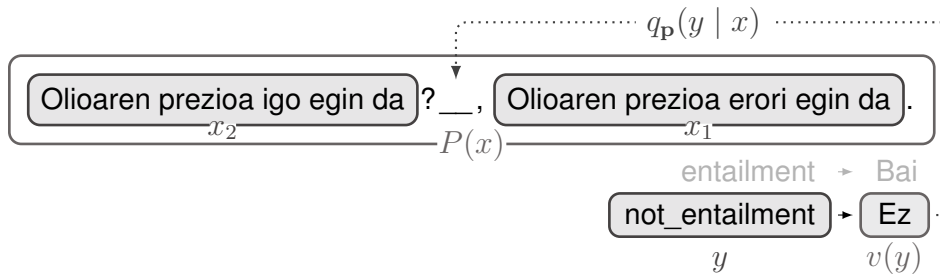 q_p(y | x)
Olioaren prezioa igo egin da?__, Olioaren prezioa erori egin da.
x_2 x_1
P(x)
entailment Bai
not_entailment Ez
y v(y)